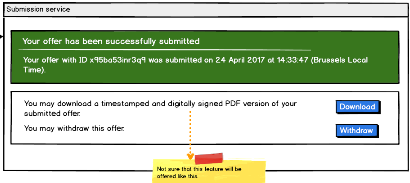 Submission service
Your offer has been successfully submitted
Your offer with ID x95ba53inr3q9 was submitted on 24 April 2017 at 14:33:47 (Brussels Local
Time).
You may download a timestamped and digitally signed PDF version of your
submitted offer.
Download
You may withdraw this offer.
Withdraw
Not sure that this feature will be
offered like this.